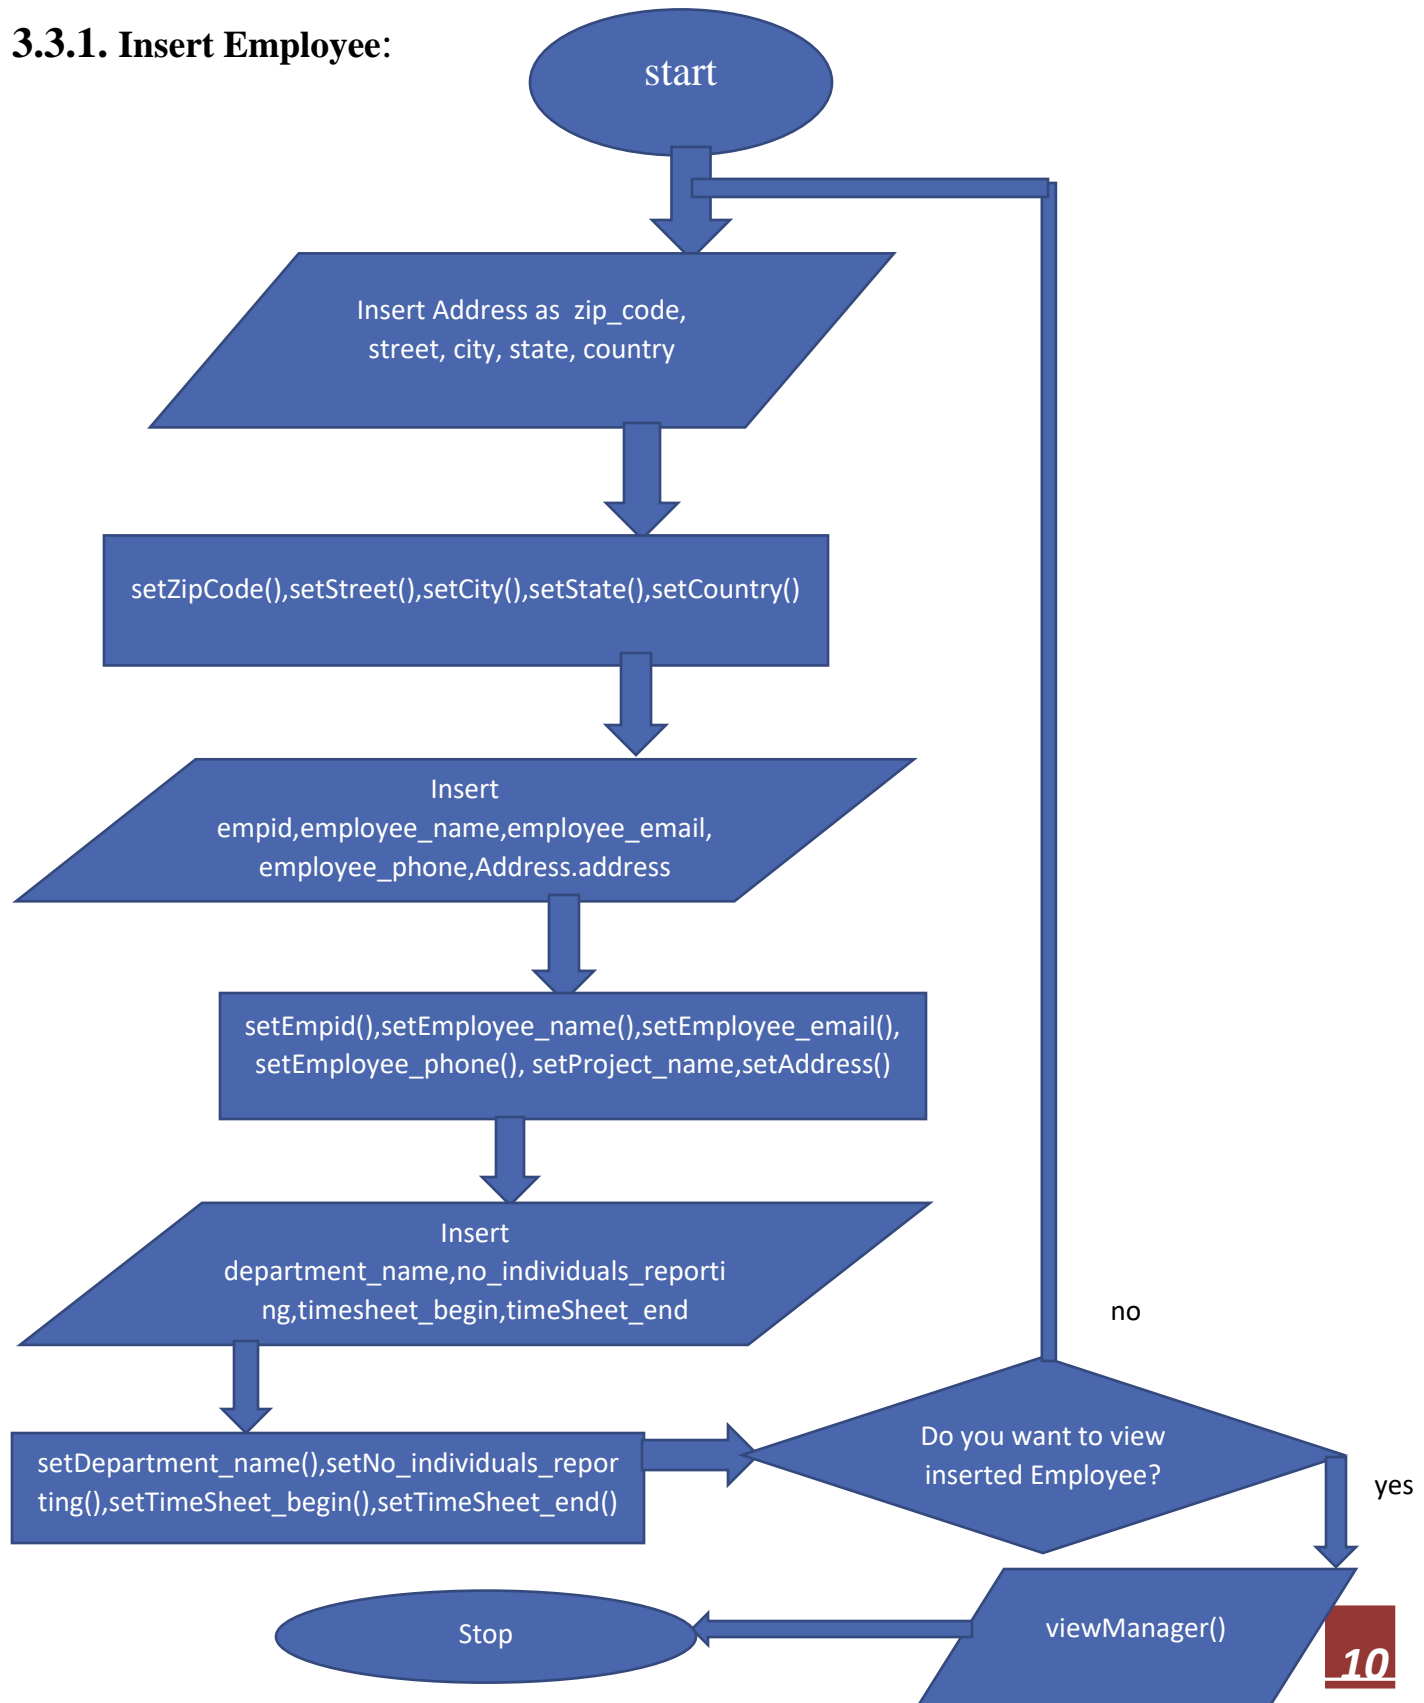 3.3.1. Insert Employee:
start
Insert Address as zip_code,
street, city, state, country
setZipCode(),setStreet(),setCity(),setState(),setCountry()
Insert
empid,employee_name,employee_email,
employee_phone,Address.address
setEmpid(),setEmployee_name(),setEmployee_email(),
setEmployee_phone(), setProject_name,setAddress()
Insert
department_name,no_individuals_reporti
ng,timesheet_begin,timeSheet_end
no
setDepartment_name(),setNo_individuals_repor
ting(),setTimeSheet_begin(),setTimeSheet_end()
Do you want to view
inserted Employee?
yes
Stop
viewManager()
10